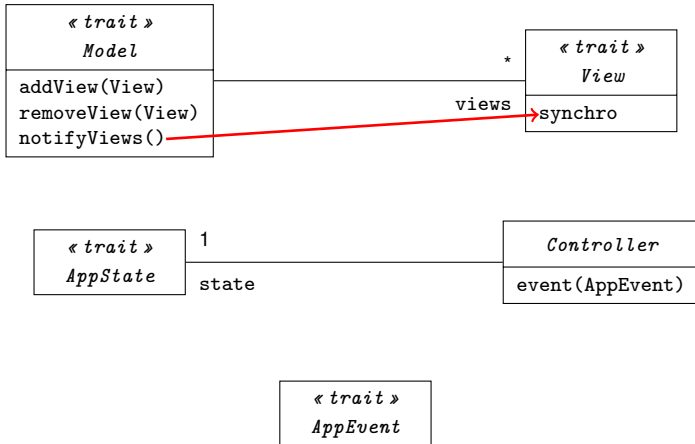 « trait »
Model
addView(View)
removeView(View)
notifyViews()
*
views
« trait »
View
synchro
« trait »
AppState
1
state
Controller
event(AppEvent)
« trait »
AppEvent